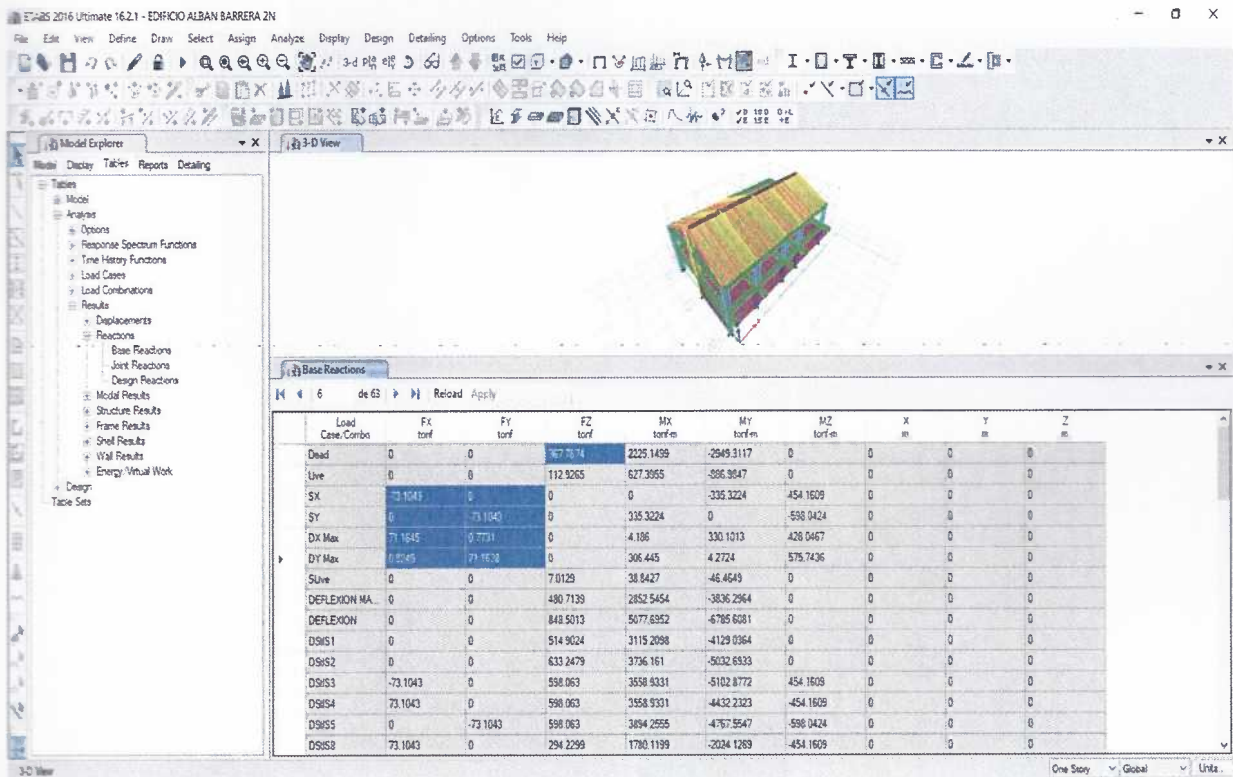 ETABS 2016 Ultimate 16.2.1 - EDIFICIO ALBAN BARRERA 2N
File Edit View Define Draw Select Assign Analyze Display Design Detailing Options Tools Help
Model Explorer
3-D View
Model Display Tables Reports Detailing
Tables
Model
Analysis
Options
Response Spectrum Functions
Time History Functions
Load Cases
Load Combinations
Results
Displacements
Reactions
Base Reactions
Joint Reactions
Design Reactions
Modal Results
Structure Results
Frame Results
Shell Results
Wall Results
Energy/Virtual Work
Design
Table Sets
Base Reactions
6 de 63 Reload Apply
Load Case/Combo FX tonf FY tonf FZ tonf MX tonf-m MY tonf-m MZ tonf-m X m Y m Z m
Dead 0 0 367.7874 2225.1499 -2949.3117 0 0 0 0
Live 0 0 112.9265 627.3955 -886.9847 0 0 0 0
SX -73.1043 0 0 0 -335.3224 454.1609 0 0 0
SY 0 -73.1043 0 335.3224 0 -598.0424 0 0 0
DX Max 71.1645 0.7731 0 4.186 330.1013 428.0467 0 0 0
DY Max 0.8245 71.1628 0 306.445 4.2724 575.7436 0 0 0
SLive 0 0 7.0129 38.8427 -46.4649 0 0 0 0
DEFLEXION MA... 0 0 480.7139 2852.5454 -3836.2964 0 0 0 0
DEFLEXION 0 0 848.5013 5077.6952 -6785.6081 0 0 0 0
DStlS1 0 0 514.9024 3115.2098 -4129.0364 0 0 0 0
DStlS2 0 0 633.2479 3736.161 -5032.6933 0 0 0 0
DStlS3 -73.1043 0 598.063 3558.9331 -5102.8772 454.1609 0 0 0
DStlS4 73.1043 0 598.063 3558.9331 -4432.2323 -454.1609 0 0 0
DStlS5 0 -73.1043 598.063 3894.2555 -4767.5547 -598.0424 0 0 0
DStlS8 73.1043 0 294.2299 1780.1199 -2024.1269 -454.1609 0 0 0
3-D View
One Story Global Units...